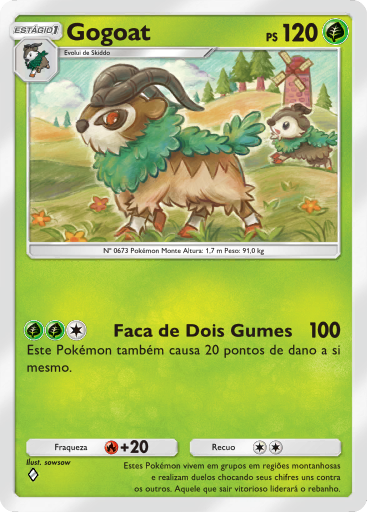 ESTÁGIO 1
Gogoat
PS 120
Evolui de Skiddo
Nº 0673 Pokémon Monte Altura: 1,7 m Peso: 91,0 kg
Faca de Dois Gumes 100
Este Pokémon também causa 20 pontos de dano a si
mesmo.
Fraqueza +20
Recuo
Ilust. sowsow
Estes Pokémon vivem em grupos em regiões montanhosas
e realizam duelos chocando seus chifres uns contra
os outros. Aquele que sair vitorioso liderará o rebanho.